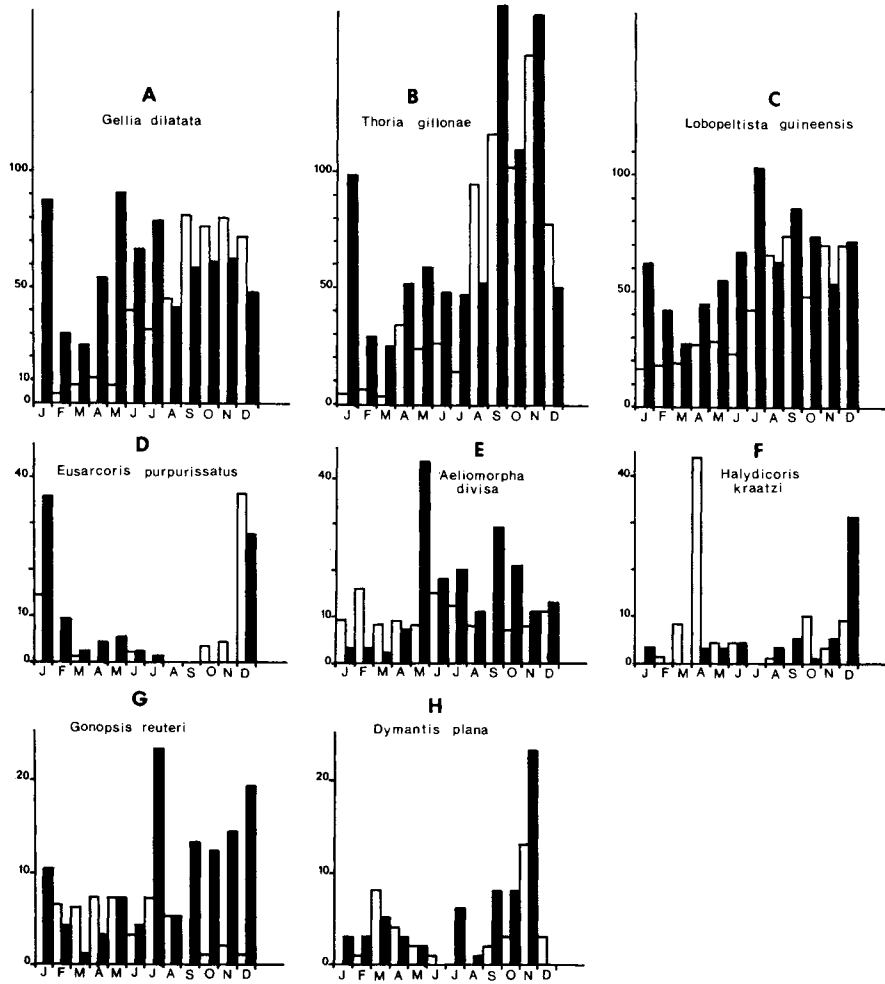 A
Gellia dilatata
100
50
10
0
J F M A M J J A S O N D
B
Thoria gillonae
100
50
0
J F M A M J J A S O N D
C
Lobopeltista guineensis
100
50
0
J F M A M J J A S O N D
D
Eusarcoris purpurissatus
40
10
0
J F M A M J J A S O N D
E
Aeliomorpha
divisa
40
10
0
J F M A M J J A S O N D
F
Halydicoris
kraatzi
40
10
0
J F M A M J J A S O N D
G
Gonopsis reuteri
20
10
0
J F M A M J J A S O N D
H
Dymantis plana
20
10
0
J F M A M J J A S O N D